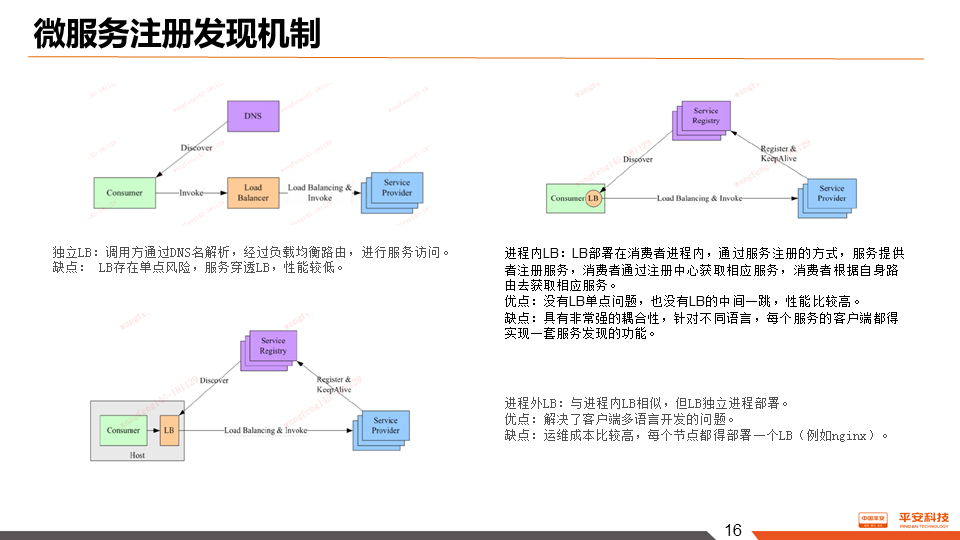 微服务注册发现机制
DNS
Discover
Consumer
Invoke
Load
Balancer
Load Balancing &
Invoke
Service
Provider
独立LB：调用方通过DNS名解析，经过负载均衡路由，进行服务访问。
缺点： LB存在单点风险，服务穿透LB，性能较低。
Service
Registry
Discover
Register &
KeepAlive
Consumer
LB
Load Balancing & Invoke
Service
Provider
进程内LB：LB部署在消费者进程内，通过服务注册的方式，服务提供
者注册服务，消费者通过注册中心获取相应服务，消费者根据自身路
由去获取相应服务。
优点：没有LB单点问题，也没有LB的中间一跳，性能比较高。
缺点：具有非常强的耦合性，针对不同语言，每个服务的客户端都得
实现一套服务发现的功能。
Service
Registry
Discover
Register &
KeepAlive
Consumer
LB
Load Balancing & Invoke
Service
Provider
Host
进程外LB：与进程内LB相似，但LB独立进程部署。
优点：解决了客户端多语言开发的问题。
缺点：运维成本比较高，每个节点都得部署一个LB（例如nginx）。
16
中国平安
平安科技
PINGAN TECHNOLOGY